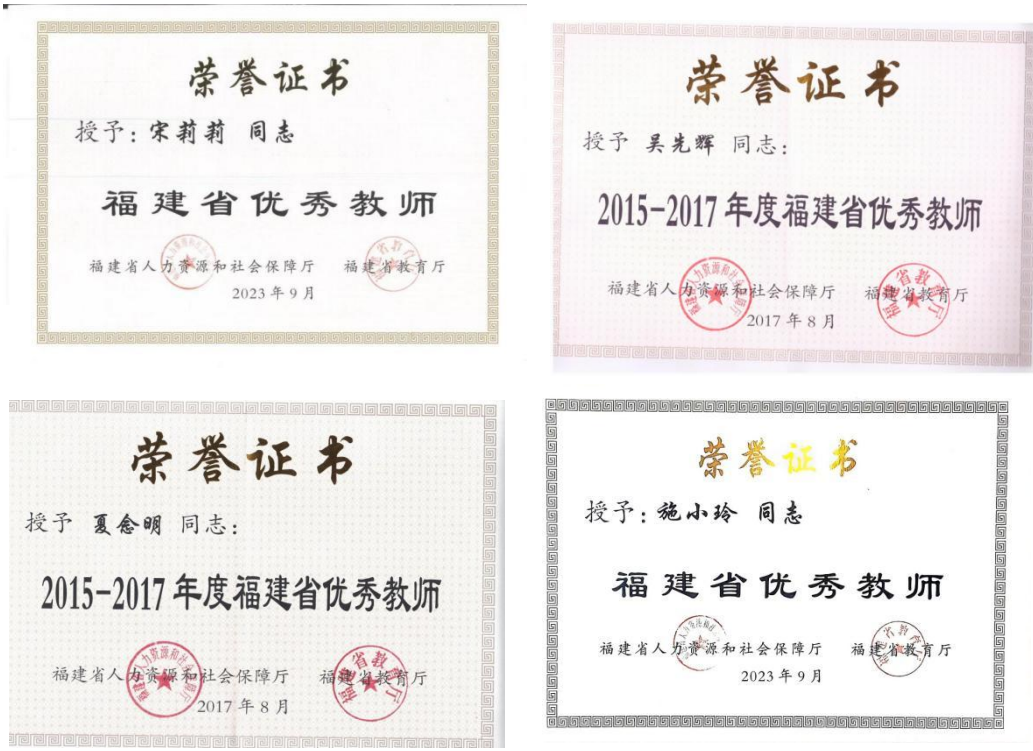 荣誉证书
授予：宋莉莉 同志
福建省优秀教师
福建省人力资源和社会保障厅 福建省教育厅
2023年9月
荣誉证书
授予 吴先辉 同志：
2015-2017年度福建省优秀教师
福建省人力资源和社会保障厅 福建省教育厅
2017年8月
荣誉证书
授予 夏念明 同志：
2015-2017年度福建省优秀教师
福建省人力资源和社会保障厅 福建省教育厅
2017年8月
荣誉证书
授予：施小玲 同志
福建省优秀教师
福建省人力资源和社会保障厅 福建省教育厅
2023年9月